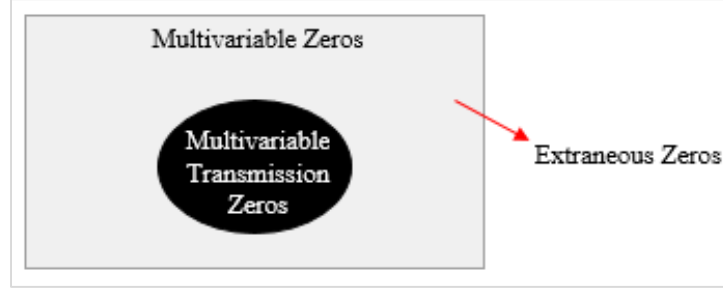 Multivariable Zeros
Multivariable
Transmission
Zeros
Extraneous Zeros